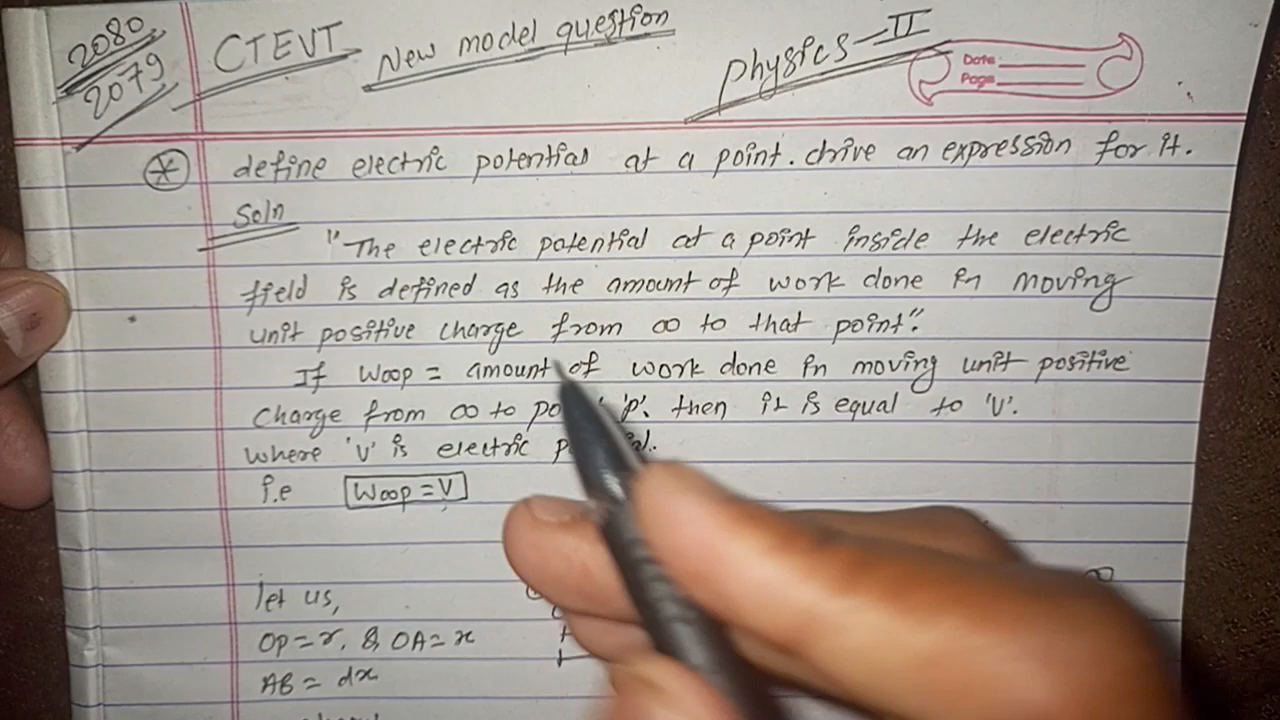 2080
2079
CTEVT
New model question
Physics-II
Date
Page
define electric potential at a point. drive an expression for it.
Soln
"The electric potential at a point inside the electric
field is defined as the amount of work done in moving
unit positive charge from ∞ to that point".
If W∞p = amount of work done in moving unit positive
charge from ∞ to 'p', then it is equal to 'V'.
where 'V' is electric
i.e W∞p = V
let us,
OP = r, & OA = x
AB = dx